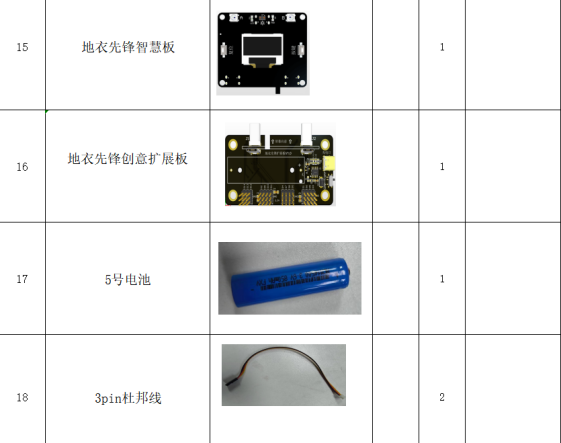 15 地衣先锋智慧板 1
16 地衣先锋创意扩展板 1
17 5号电池 1
18 3pin杜邦线 2